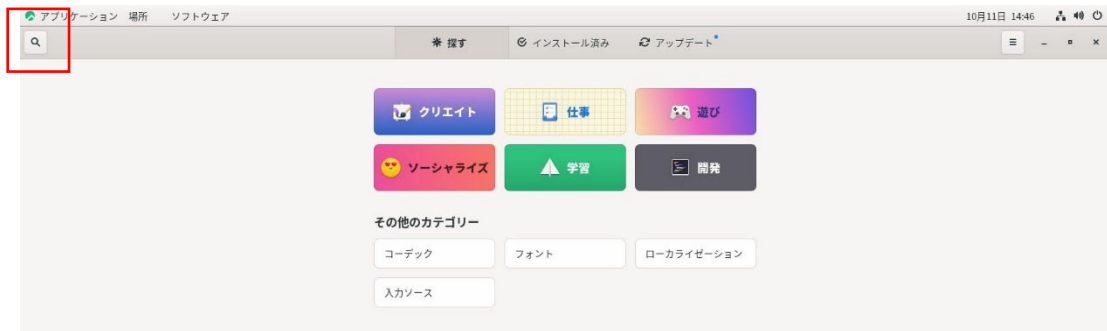 アプリケーション 場所 ソフトウェア 10月11日 14:46
探す インストール済み アップデート
クリエイト 仕事 遊び
ソーシャライズ 学習 開発
その他のカテゴリー
コーデック フォント ローカライゼーション
入力ソース